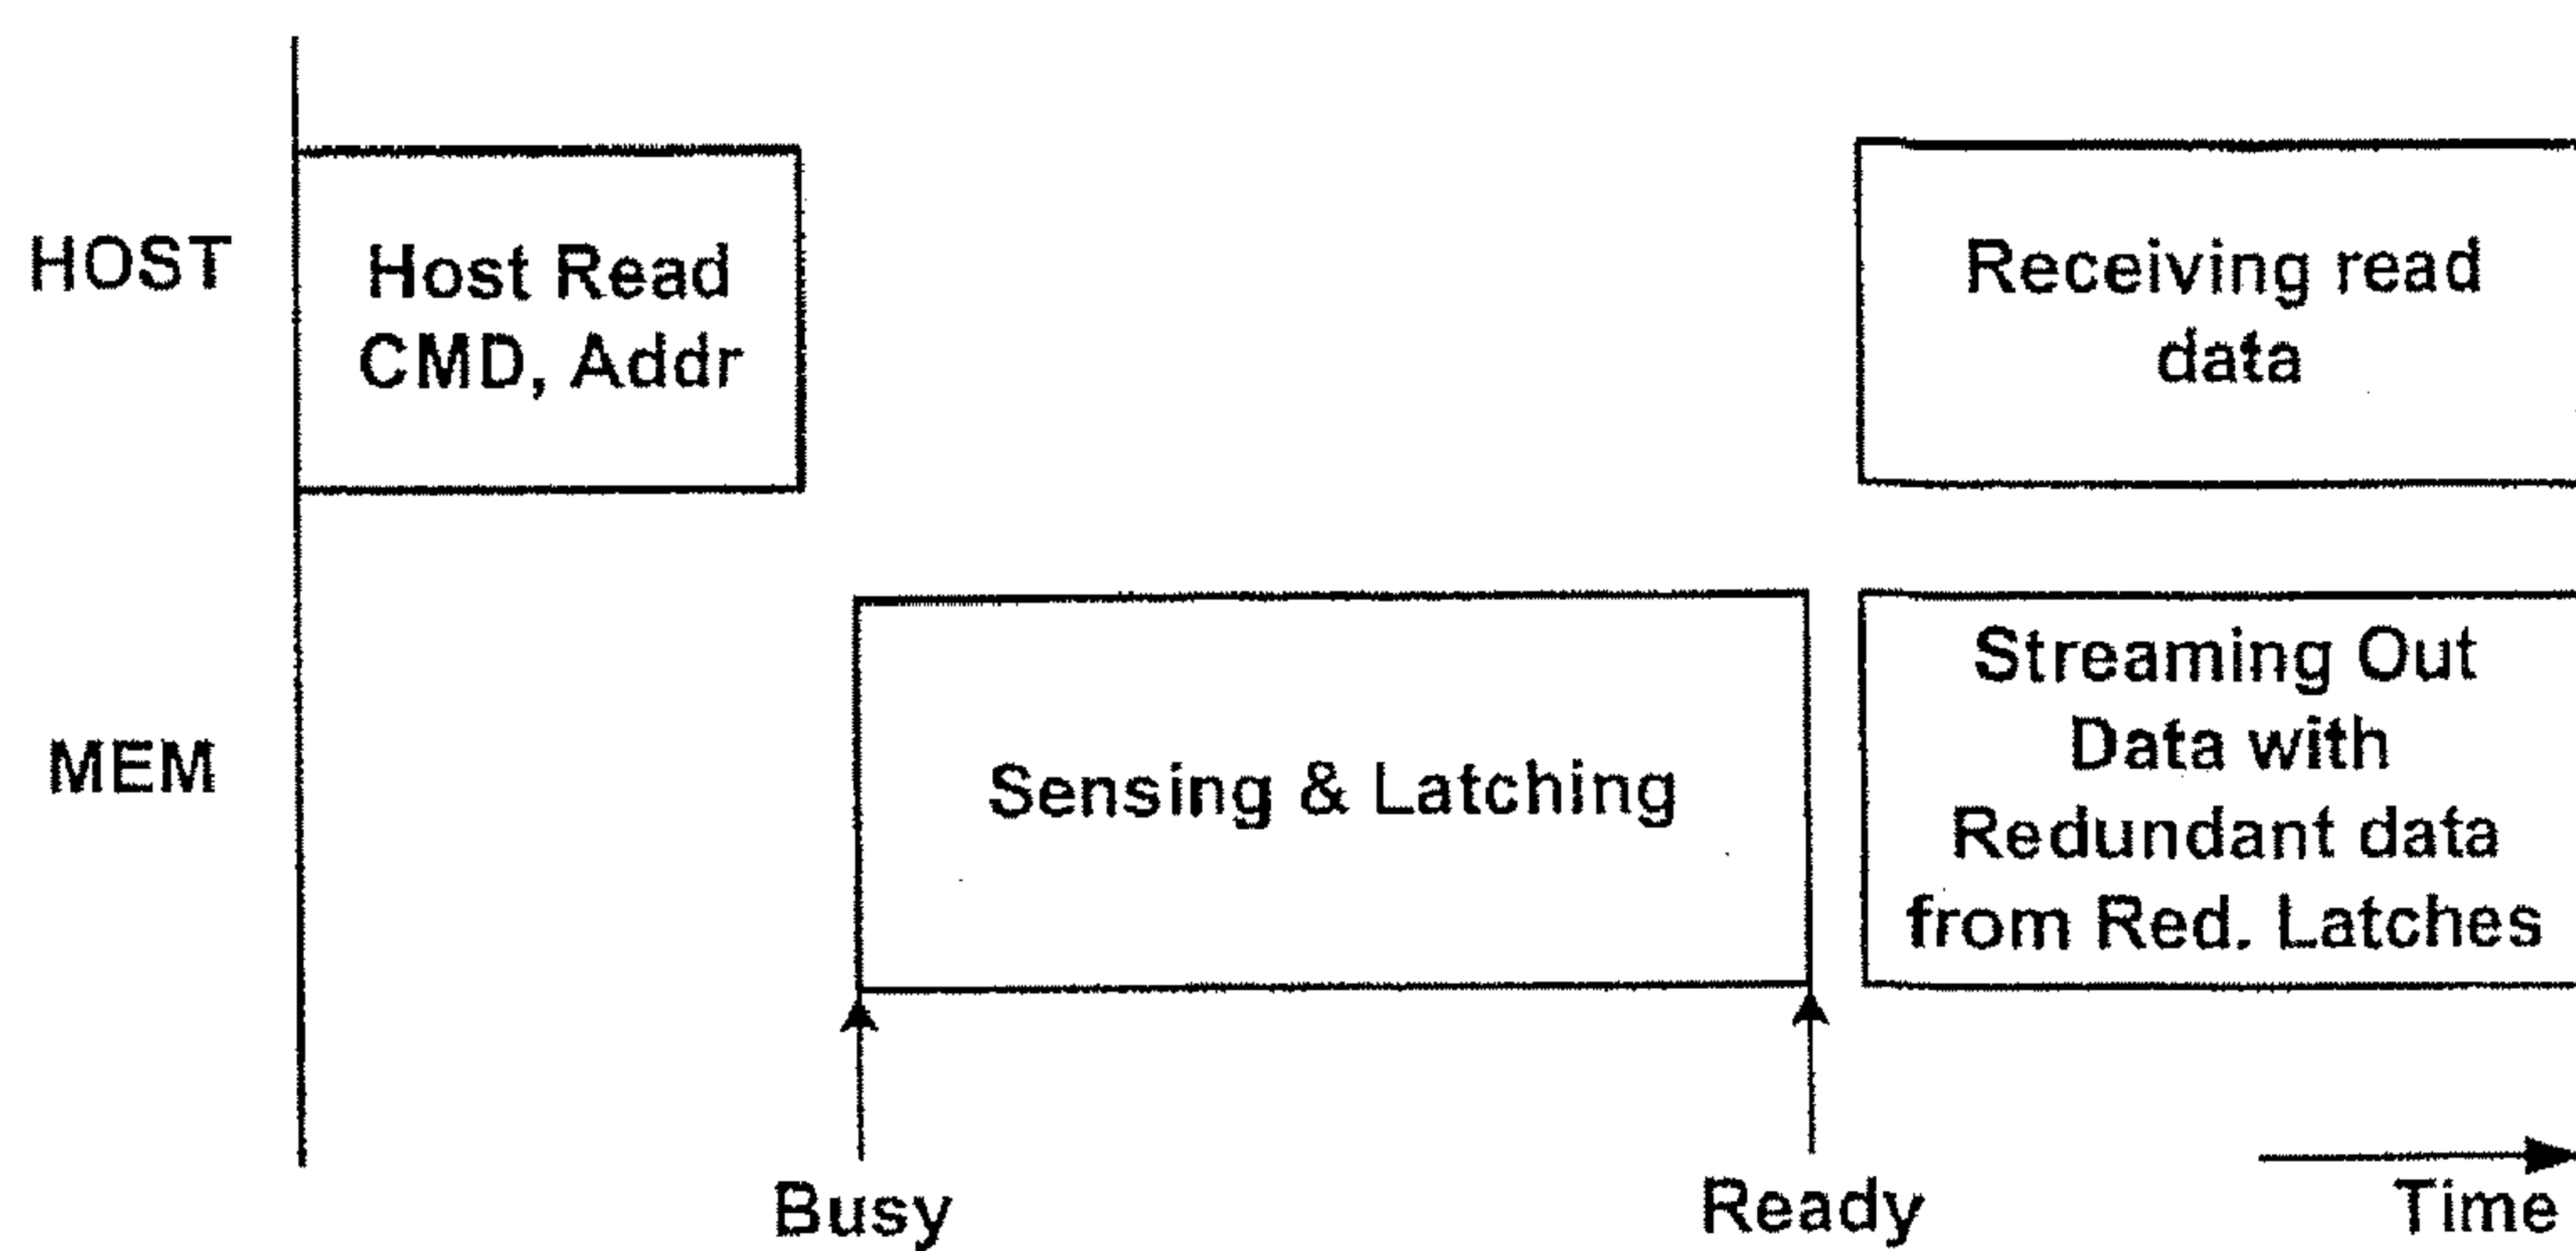 HOST
Host Read
CMD, Addr
Receiving read
data
MEM
Sensing & Latching
Streaming Out
Data with
Redundant data
from Red. Latches
Busy
Ready
Time